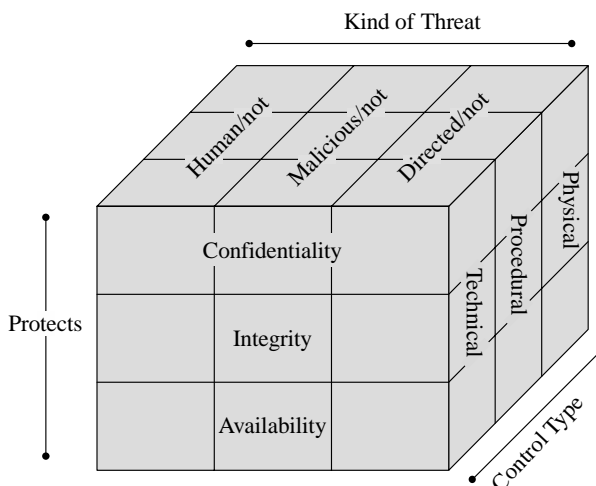 Kind of Threat
Human/not
Malicious/not
Directed/not
Physical
Procedural
Technical
Confidentiality
Integrity
Availability
Protects
Control Type